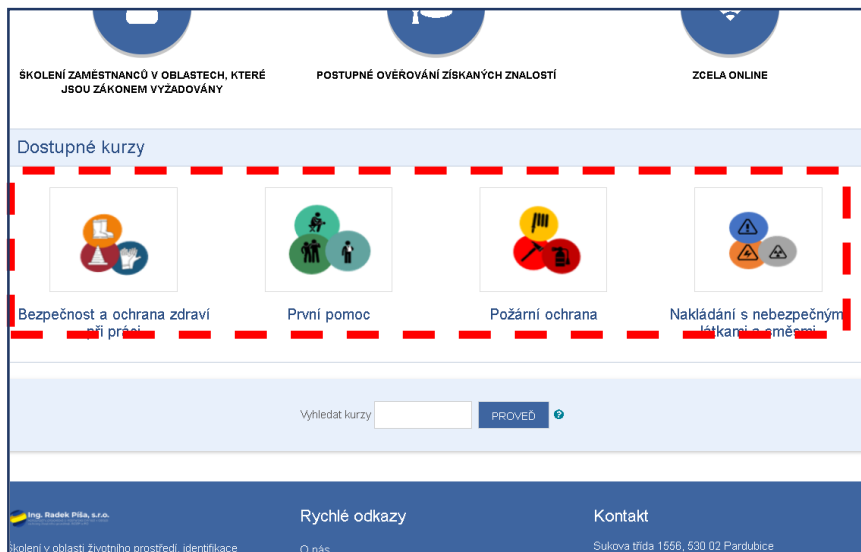 ŠKOLENÍ ZAMĚSTNANCŮ V OBLASTECH, KTERÉ
JSOU ZÁKONEM VYŽADOVÁNY
POSTUPNÉ OVĚŘOVÁNÍ ZÍSKANÝCH ZNALOSTÍ
ZCELA ONLINE
Dostupné kurzy
Bezpečnost a ochrana zdraví
při práci
První pomoc
Požární ochrana
Nakládání s nebezpečným
látkami a směsmi
Vyhledat kurzy
PROVEĎ
?
Ing. Radek Píša, s.r.o.
školení v oblasti životního prostředí, identifikace
Rychlé odkazy
O nás
Kontakt
Sukova třída 1556, 530 02 Pardubice